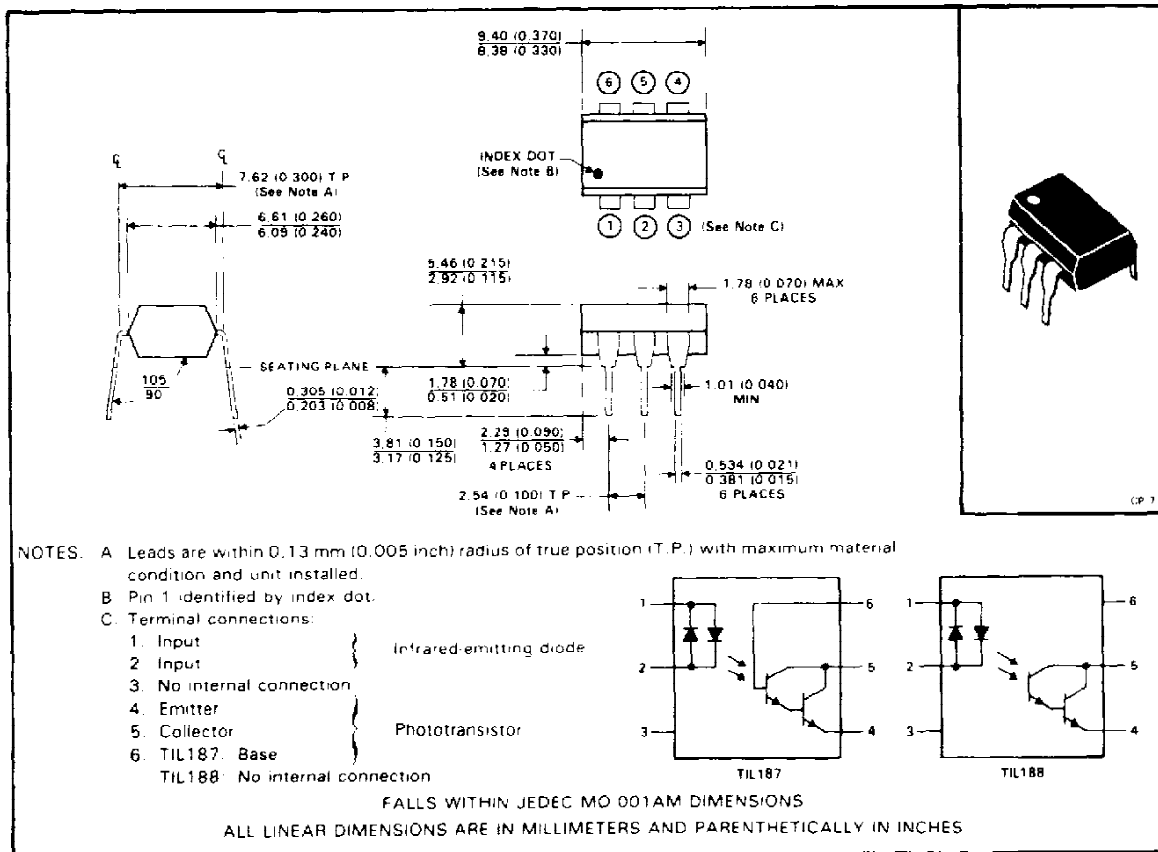 9.40 (0.370)
8.38 (0.330)
6 5 4
INDEX DOT
(See Note B)
1 2 3 (See Note C)
℄ ℄
7.62 (0.300) T P
(See Note A)
6.61 (0.260)
6.09 (0.240)
5.46 (0.215)
2.92 (0.115)
1.78 (0.070) MAX
6 PLACES
SEATING PLANE
105
90
0.305 (0.012)
0.203 (0.008)
1.78 (0.070)
0.51 (0.020)
1.01 (0.040)
MIN
3.81 (0.150)
3.17 (0.125)
2.29 (0.090)
1.27 (0.050)
4 PLACES
0.534 (0.021)
0.381 (0.015)
6 PLACES
2.54 (0.100) T P
(See Note A)
NOTES. A Leads are within 0.13 mm (0.005 inch) radius of true position (T.P.) with maximum material
condition and unit installed.
B Pin 1 identified by index dot.
C. Terminal connections:
1. Input
2 Input
Infrared-emitting diode
3. No internal connection
4. Emitter
5. Collector
Phototransistor
6. TIL187. Base
TIL188: No internal connection
1 6
2 5
3 4
TIL187
1 6
2 5
3 4
TIL188
FALLS WITHIN JEDEC MO 001AM DIMENSIONS
ALL LINEAR DIMENSIONS ARE IN MILLIMETERS AND PARENTHETICALLY IN INCHES